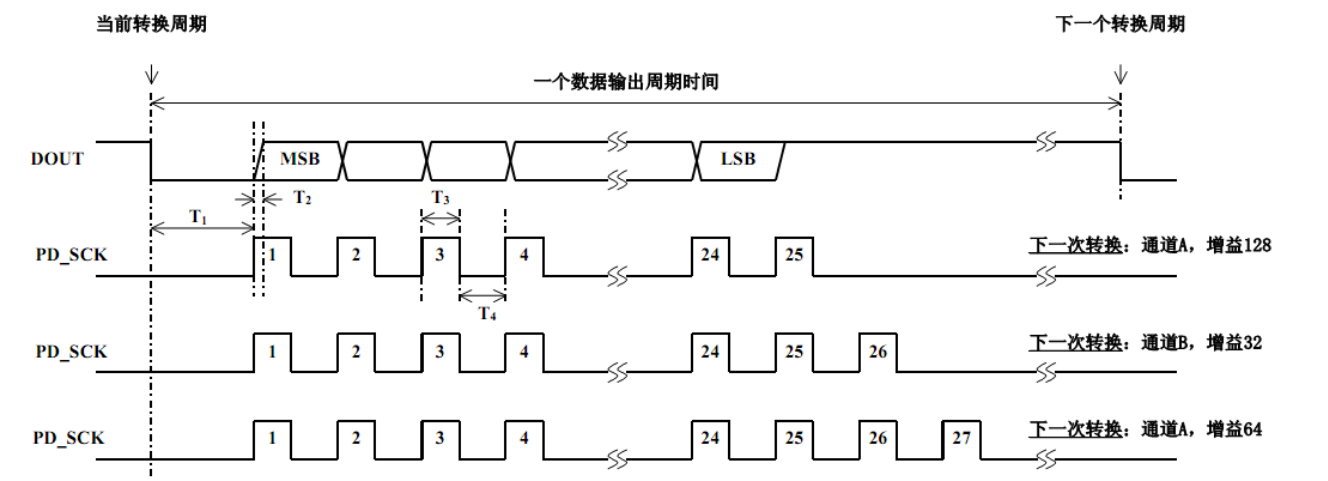 当前转换周期 下一个转换周期
一个数据输出周期时间
DOUT MSB LSB
T2 T3
T1
PD_SCK 1 2 3 4 24 25 下一次转换：通道A，增益128
T4
PD_SCK 1 2 3 4 24 25 26 下一次转换：通道B，增益32
PD_SCK 1 2 3 4 24 25 26 27 下一次转换：通道A，增益64